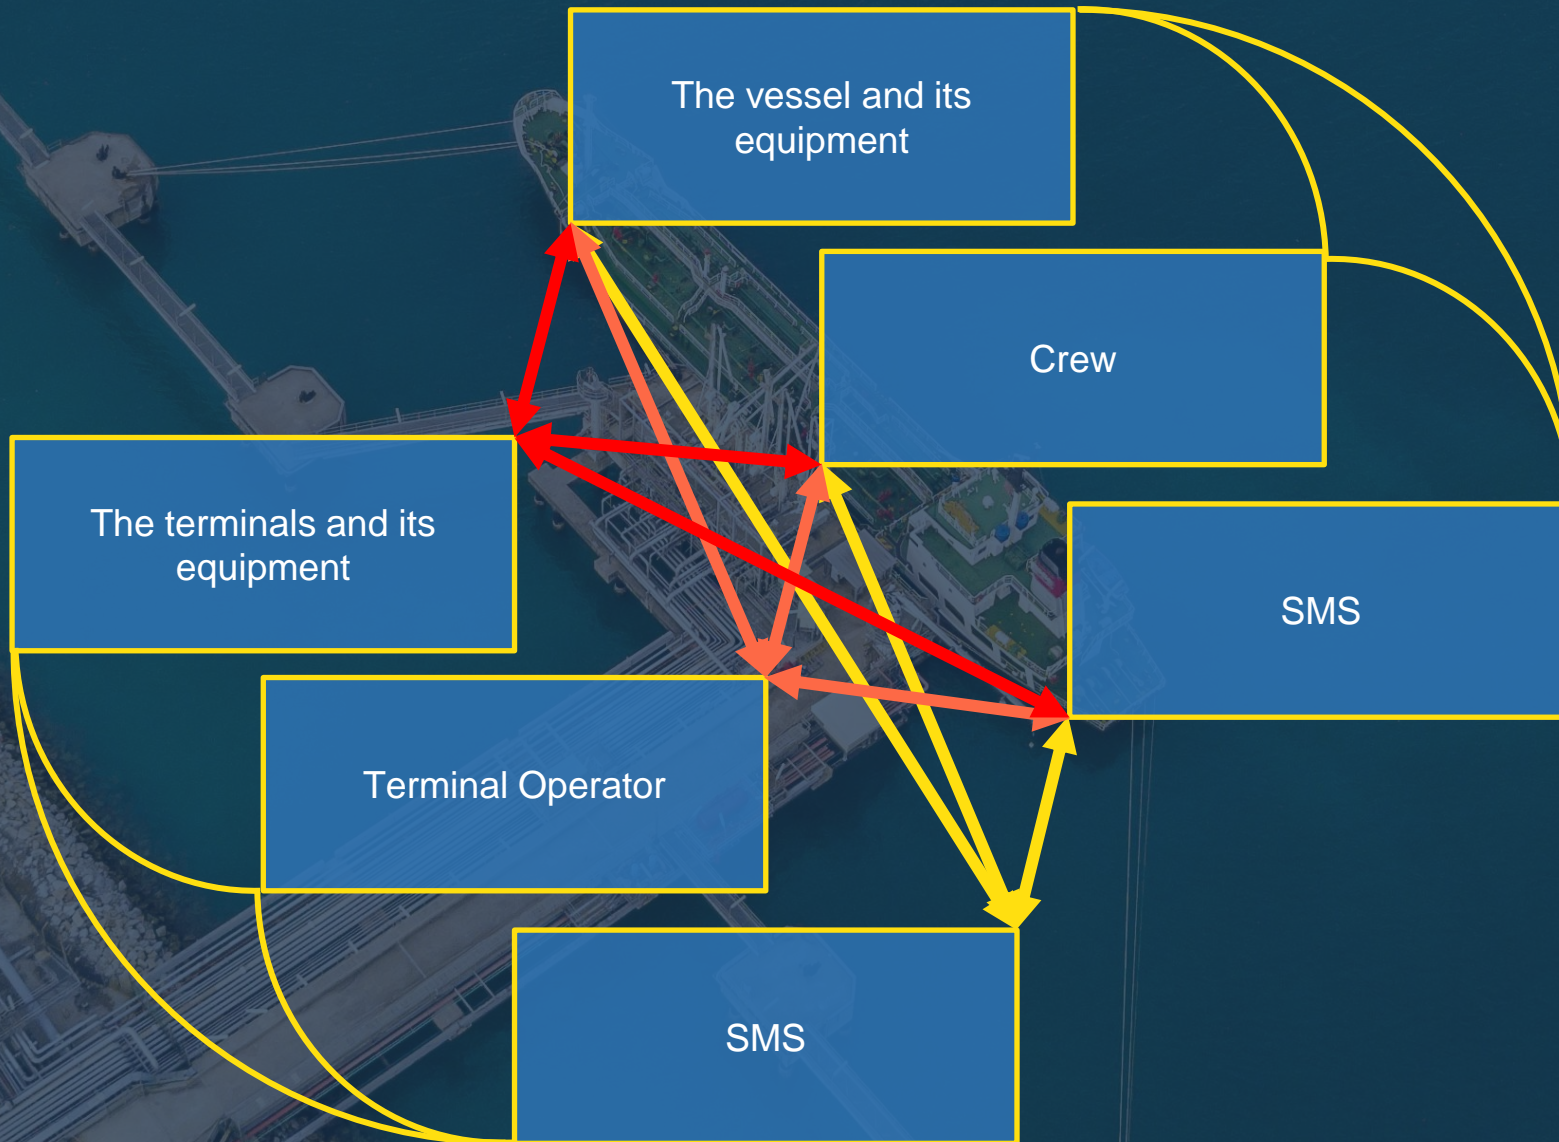 The vessel and its
equipment
Crew
The terminals and its
equipment
SMS
Terminal Operator
SMS